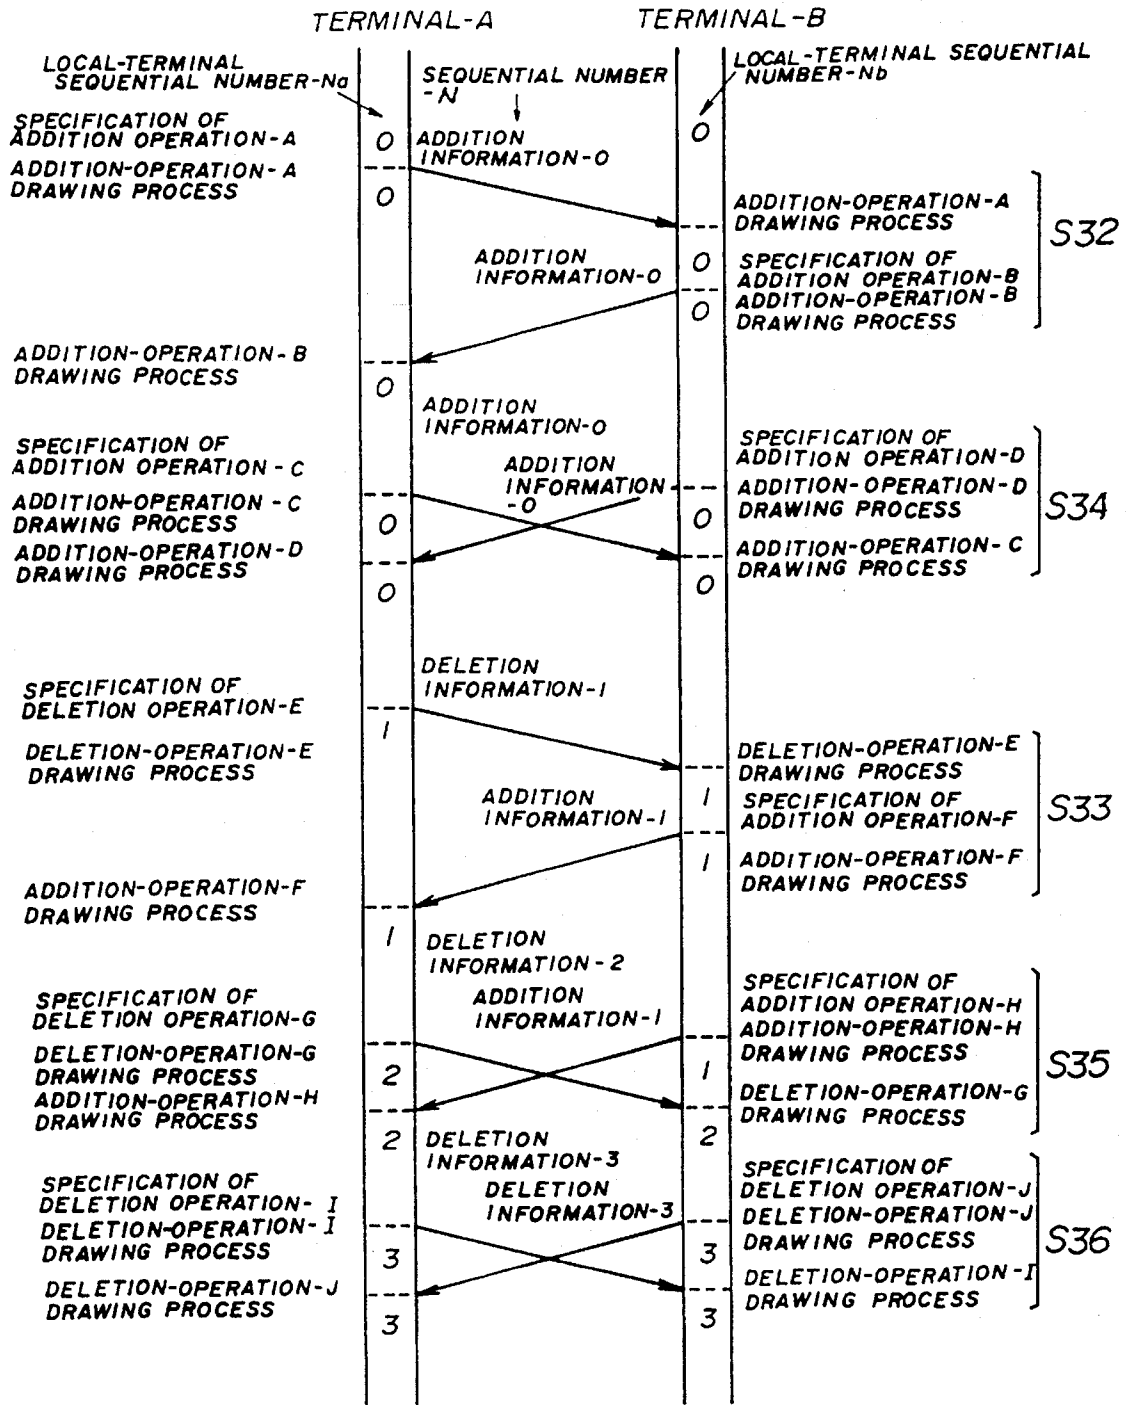 TERMINAL-A
TERMINAL-B
LOCAL-TERMINAL
SEQUENTIAL NUMBER-Na
SEQUENTIAL NUMBER
-N
LOCAL-TERMINAL SEQUENTIAL
NUMBER-Nb
SPECIFICATION OF
ADDITION OPERATION-A
0
ADDITION
INFORMATION-0
0
ADDITION-OPERATION-A
DRAWING PROCESS
0
ADDITION-OPERATION-A
DRAWING PROCESS
S32
ADDITION
INFORMATION-0
0
SPECIFICATION OF
ADDITION OPERATION-B
0
ADDITION-OPERATION-B
DRAWING PROCESS
ADDITION-OPERATION-B
DRAWING PROCESS
0
ADDITION
INFORMATION-0
SPECIFICATION OF
ADDITION OPERATION-C
ADDITION
INFORMATION
-0
SPECIFICATION OF
ADDITION OPERATION-D
ADDITION-OPERATION-C
DRAWING PROCESS
0
0
ADDITION-OPERATION-D
DRAWING PROCESS
S34
ADDITION-OPERATION-D
DRAWING PROCESS
0
0
ADDITION-OPERATION-C
DRAWING PROCESS
SPECIFICATION OF
DELETION OPERATION-E
DELETION
INFORMATION-1
1
DELETION-OPERATION-E
DRAWING PROCESS
DELETION-OPERATION-E
DRAWING PROCESS
S33
ADDITION
INFORMATION-1
1
SPECIFICATION OF
ADDITION OPERATION-F
1
ADDITION-OPERATION-F
DRAWING PROCESS
ADDITION-OPERATION-F
DRAWING PROCESS
1
DELETION
INFORMATION-2
SPECIFICATION OF
DELETION OPERATION-G
ADDITION
INFORMATION-1
SPECIFICATION OF
ADDITION OPERATION-H
ADDITION-OPERATION-H
DRAWING PROCESS
DELETION-OPERATION-G
DRAWING PROCESS
2
1
S35
ADDITION-OPERATION-H
DRAWING PROCESS
DELETION-OPERATION-G
DRAWING PROCESS
2
DELETION
INFORMATION-3
2
SPECIFICATION OF
DELETION OPERATION-I
DELETION
INFORMATION-3
SPECIFICATION OF
DELETION OPERATION-J
DELETION-OPERATION-I
DRAWING PROCESS
3
3
DELETION-OPERATION-J
DRAWING PROCESS
S36
DELETION-OPERATION-J
DRAWING PROCESS
3
3
DELETION-OPERATION-I
DRAWING PROCESS